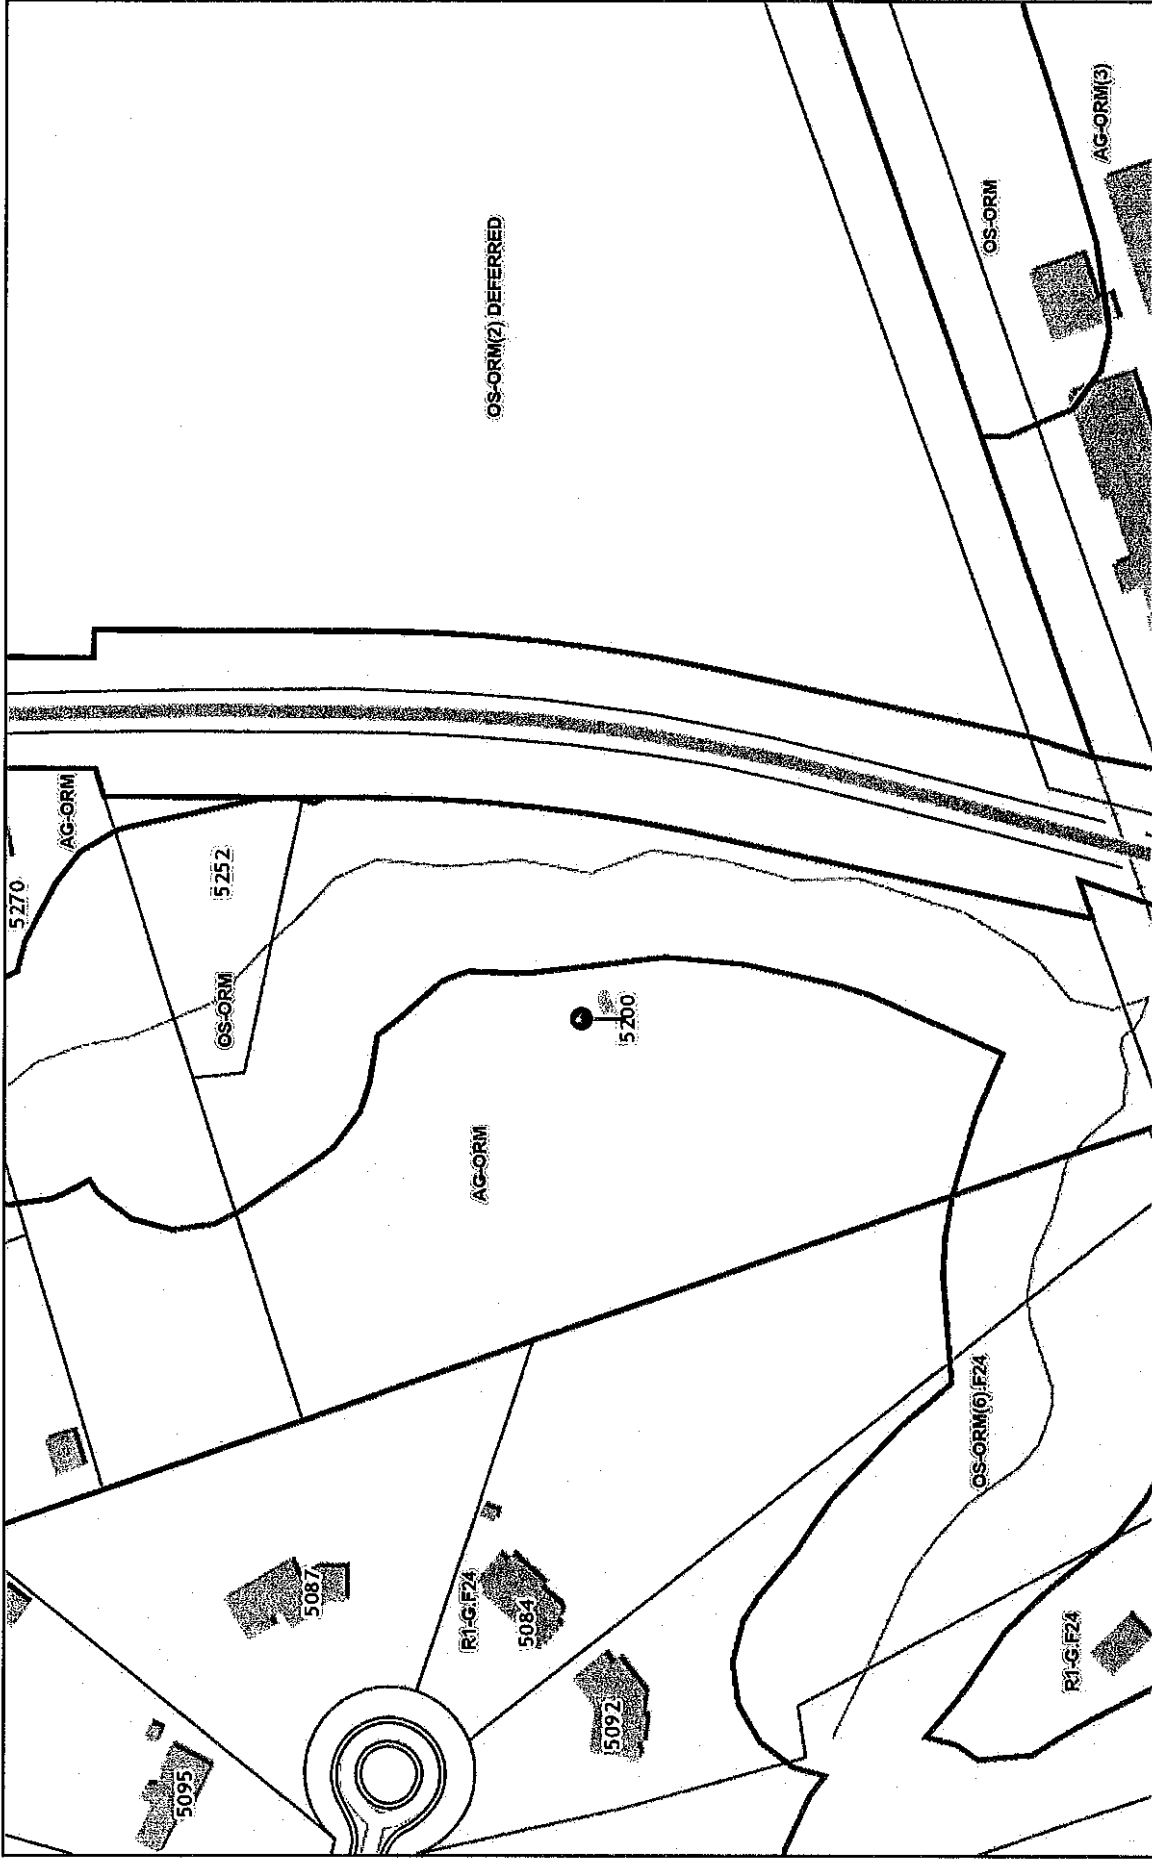 AG-ORM(3)
OS-ORM
OS-ORM(2) DEFERRED
AG-ORM
5270
5252
OS-ORM
5200
AG-ORM
OS-ORM(6).F24
5087
R1-G.F24
5084
R1-G.F24
5092
5095